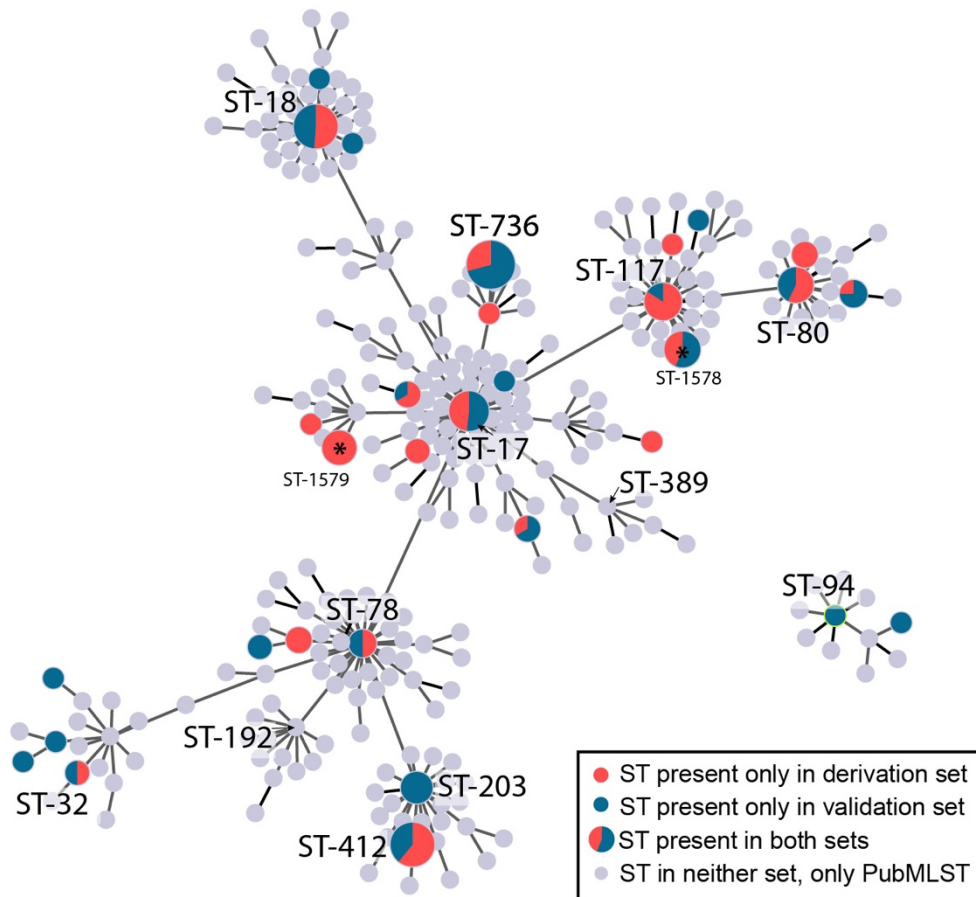 ST-18
ST-736
ST-117
ST-80
*
ST-1578
ST-17
*
ST-1579
ST-389
ST-94
ST-78
ST-192
ST-203
ST-32
ST-412
ST present only in derivation set
ST present only in validation set
ST present in both sets
ST in neither set, only PubMLST